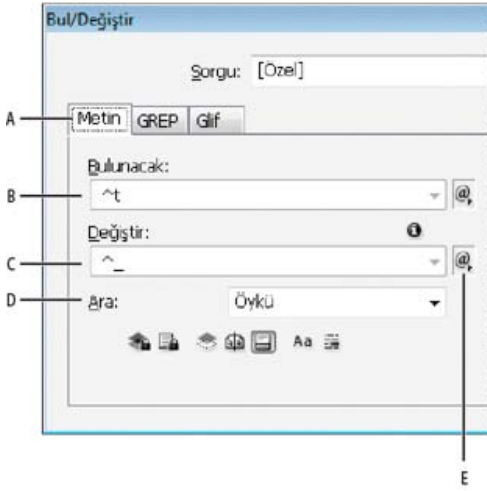 Bul/Değiştir
Sorgu: [Özel]
A Metin GREP Glif
Bulunacak:
B ^t @
Değiştir:
C ^_ @
D Ara: Öykü
Aa
E